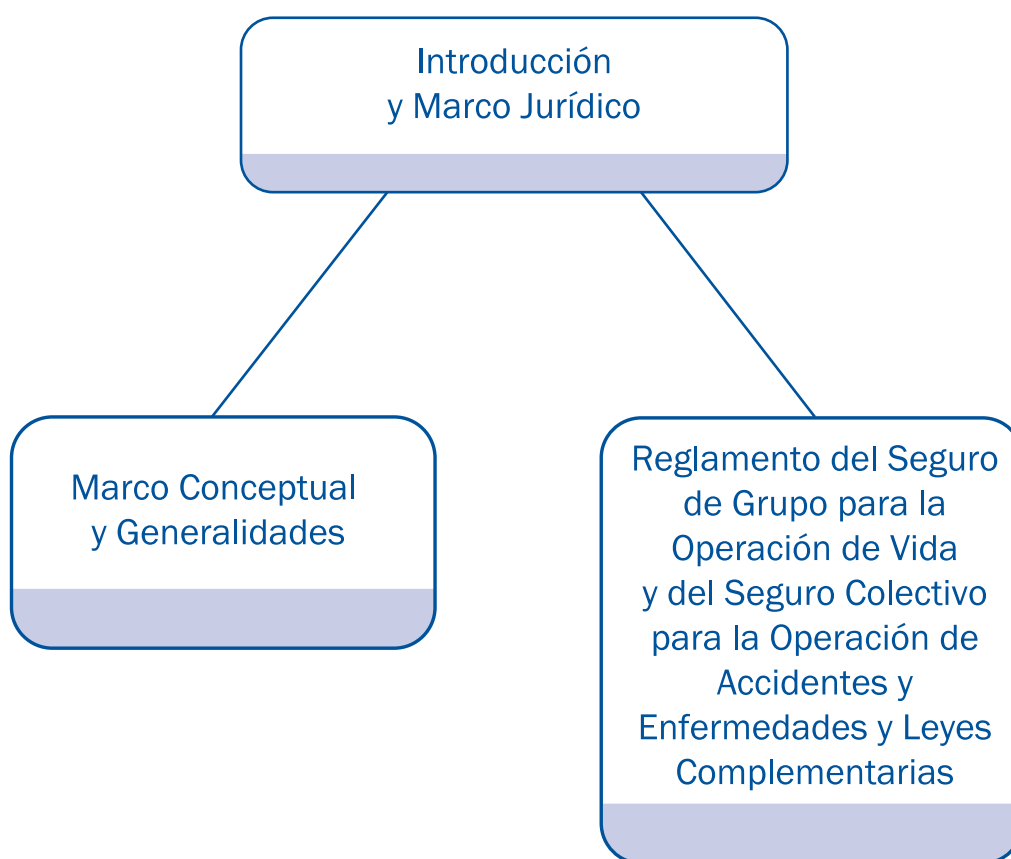 Introducción
y Marco Jurídico
Marco Conceptual
y Generalidades
Reglamento del Seguro
de Grupo para la
Operación de Vida
y del Seguro Colectivo
para la Operación de
Accidentes y
Enfermedades y Leyes
Complementarias